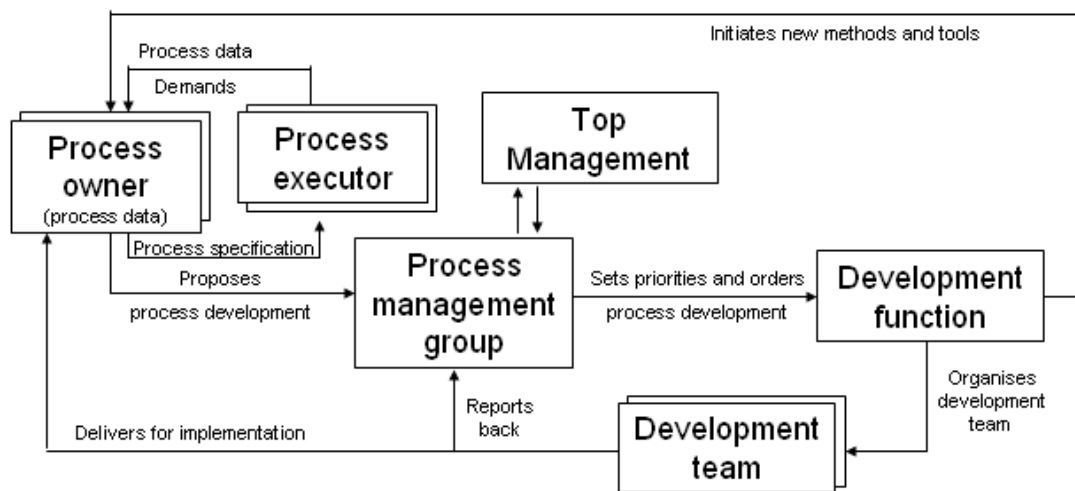 Initiates new methods and tools
Process data
Demands
Process
owner
(process data)
Process
executor
Top
Management
Process specification
Proposes
process development
Process
management
group
Sets priorities and orders
process development
Development
function
Organises
development
team
Reports
back
Delivers for implementation
Development
team